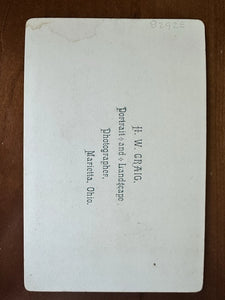 H. W. CRAIG,
Portrait and Landscape
Photographer,
Marietta, Ohio.